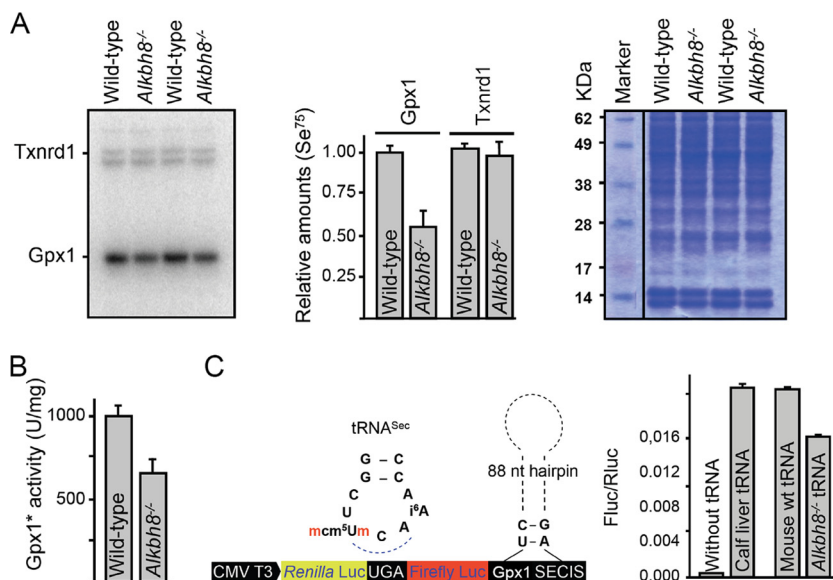 A
Wild-type
Alkbh8-/-
Wild-type
Alkbh8-/-
Txnrd1
Gpx1
Gpx1
Txnrd1
Relative amounts (Se75)
1.00
0.75
0.50
0.25
Wild-type
Alkbh8-/-
Wild-type
Alkbh8-/-
KDa
Marker
Wild-type
Alkbh8-/-
Wild-type
Alkbh8-/-
62
49
38
28
17
14
B
Gpx1* activity (U/mg)
1000
500
Wild-type
Alkbh8-/-
C
tRNASec
G – C
G – C
C A
U i6A
mcm5Um C A
88 nt hairpin
C – G
U A
CMV T3 Renilla Luc UGA Firefly Luc Gpx1 SECIS
Fluc/Rluc
0,016
0.012
0.008
0,004
0.000
Without tRNA
Calf liver tRNA
Mouse wt tRNA
Alkbh8-/- tRNA